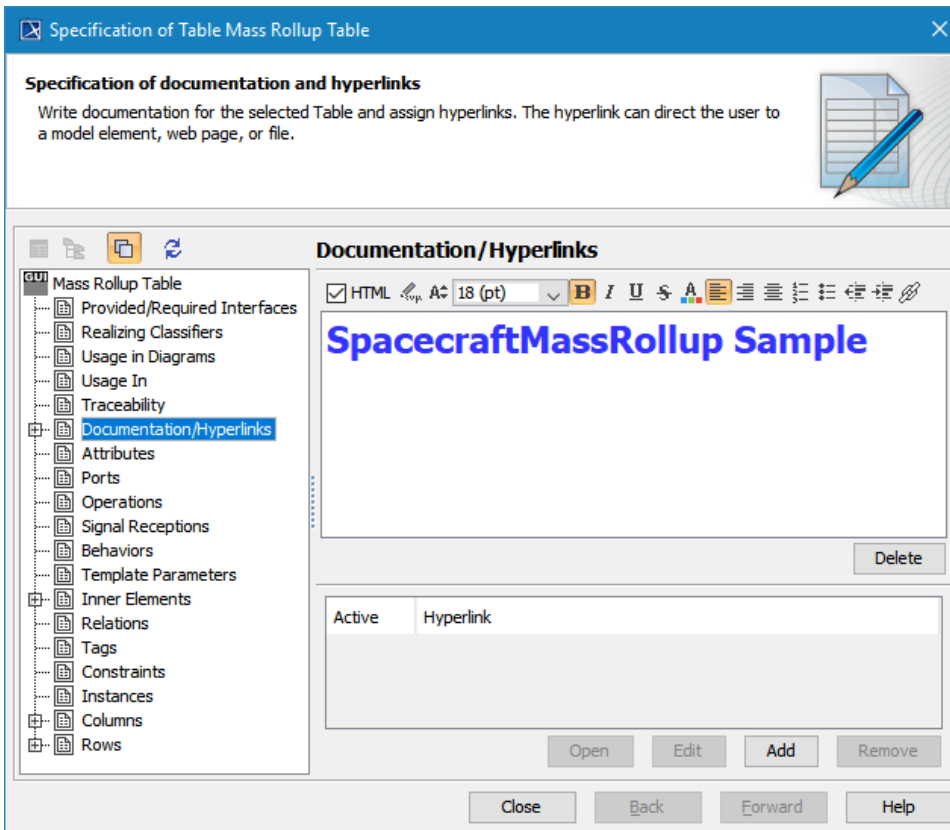 Specification of Table Mass Rollup Table
Specification of documentation and hyperlinks
Write documentation for the selected Table and assign hyperlinks. The hyperlink can direct the user to
a model element, web page, or file.
Documentation/Hyperlinks
GUI Mass Rollup Table
Provided/Required Interfaces
Realizing Classifiers
Usage in Diagrams
Usage In
Traceability
Documentation/Hyperlinks
Attributes
Ports
Operations
Signal Receptions
Behaviors
Template Parameters
Inner Elements
Relations
Tags
Constraints
Instances
Columns
Rows
HTML 18 (pt) B I U S A
SpacecraftMassRollup Sample
Delete
Active Hyperlink
Open Edit Add Remove
Close Back Forward Help